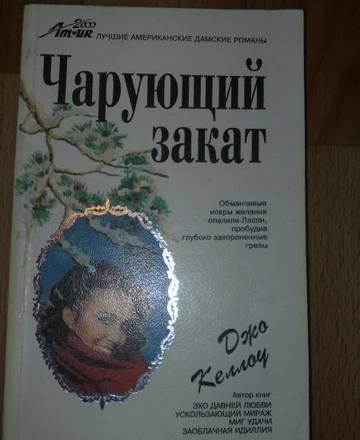 Amour 2000
ЛУЧШИЕ АМЕРИКАНСКИЕ ДАМСКИЕ РОМАНЫ
Чарующий
закат
Обманчивые
искры желания
опалили Лэсли,
пробудив
глубоко захороненные
грезы
Джо
Келлоу
Автор книг
ЭХО ДАВНЕЙ ЛЮБВИ
УСКОЛЬЗАЮЩИЙ МИРАЖ
МИГ УДАЧИ
ЗАОБЛАЧНАЯ ИДИЛЛИЯ